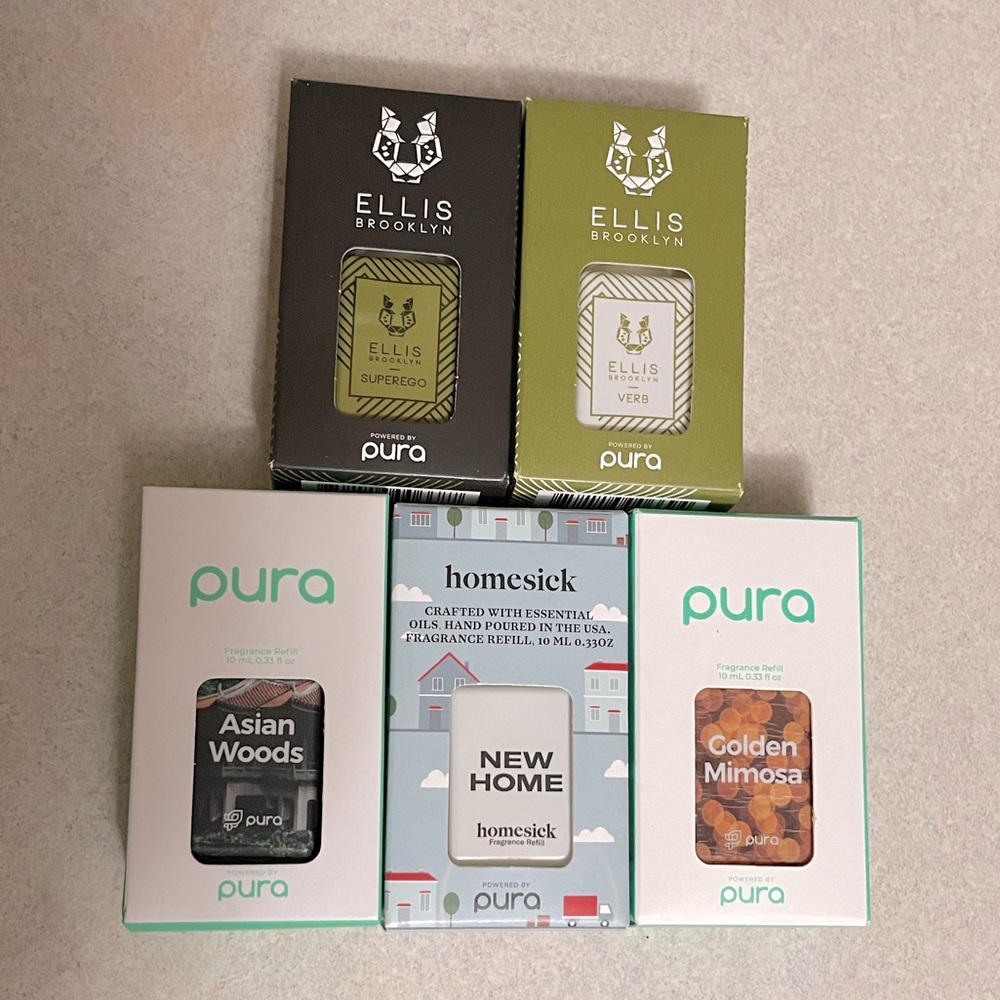 ELLIS
BROOKLYN
ELLIS
BROOKLYN
SUPEREGO
POWERED BY
pura
ELLIS
BROOKLYN
ELLIS
BROOKLYN
VERB
POWERED BY
pura
pura
Fragrance Refill
10 mL 0.33 fl oz
Asian
Woods
pura
POWERED BY
pura
homesick
CRAFTED WITH ESSENTIAL
OILS. HAND POURED IN THE USA.
FRAGRANCE REFILL, 10 ML 0.33OZ
NEW
HOME
homesick
Fragrance Refill
POWERED BY
pura
pura
Fragrance Refill
10 mL 0.33 fl oz
Golden
Mimosa
pura
POWERED BY
pura